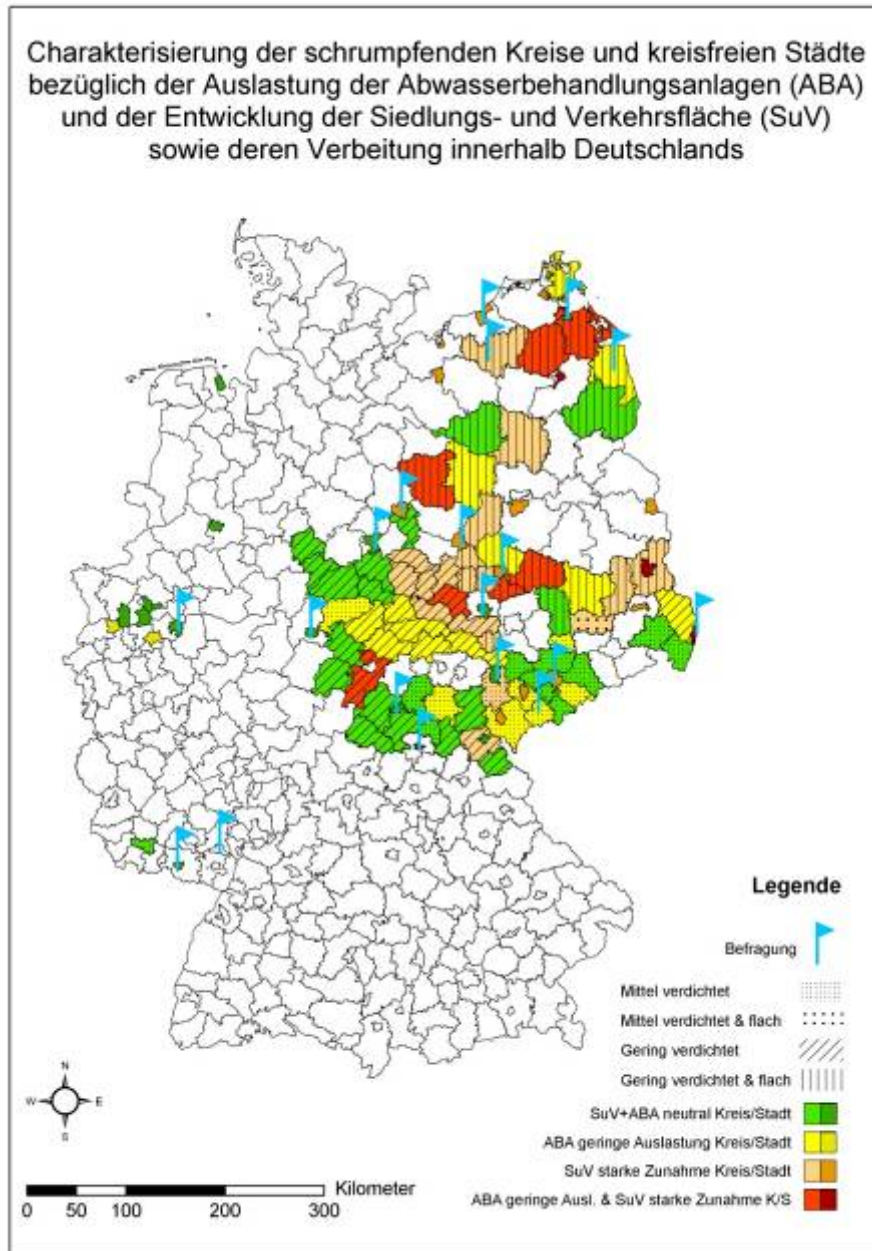 Charakterisierung der schrumpfenden Kreise und kreisfreien Städte
bezüglich der Auslastung der Abwasserbehandlungsanlagen (ABA)
und der Entwicklung der Siedlungs- und Verkehrsfläche (SuV)
sowie deren Verbeitung innerhalb Deutschlands
Legende
Befragung
Mittel verdichtet
Mittel verdichtet & flach
Gering verdichtet
Gering verdichtet & flach
SuV+ABA neutral Kreis/Stadt
ABA geringe Auslastung Kreis/Stadt
SuV starke Zunahme Kreis/Stadt
ABA geringe Ausl. & SuV starke Zunahme K/S
N
W E
S
Kilometer
0 50 100 200 300